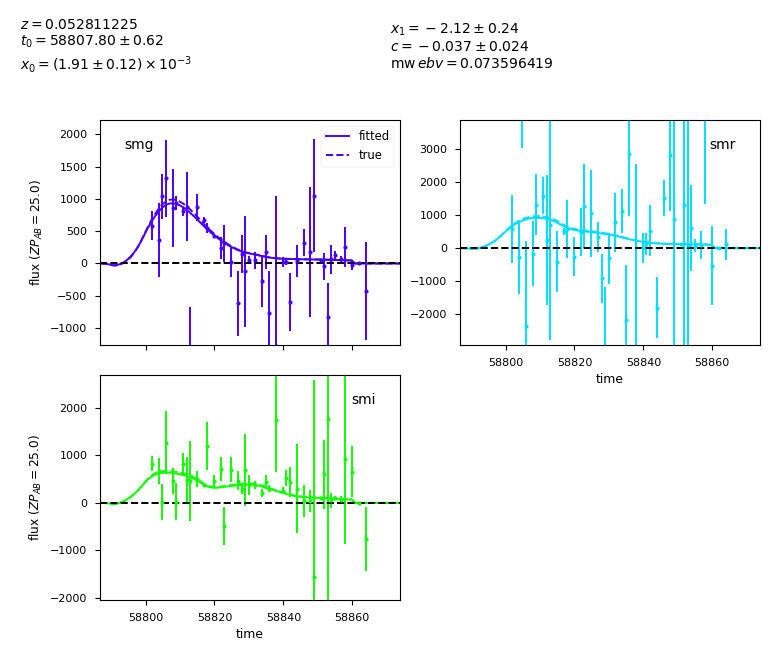 z = 0.052811225
t0 = 58807.80 ± 0.62
x0 = (1.91 ± 0.12) × 10^−3
x1 = −2.12 ± 0.24
c = −0.037 ± 0.024
mwebv = 0.073596419
smg
fitted
true
2000
1500
1000
500
0
−500
−1000
flux (ZP_AB = 25.0)
smr
3000
2000
1000
0
−1000
−2000
58800 58820 58840 58860
time
smi
2000
1000
0
−1000
−2000
flux (ZP_AB = 25.0)
58800 58820 58840 58860
time